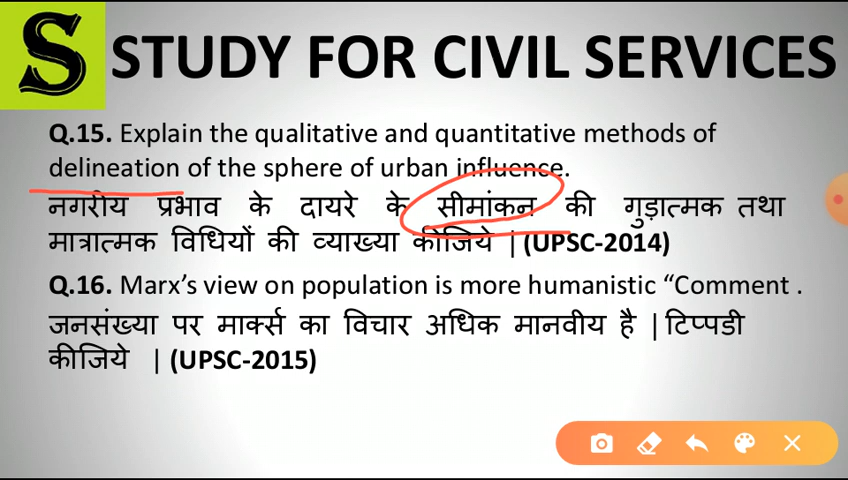 S STUDY FOR CIVIL SERVICES
Q.15. Explain the qualitative and quantitative methods of
delineation of the sphere of urban influence.
नगरीय प्रभाव के दायरे के सीमांकन की गुड़ात्मक तथा
मात्रात्मक विधियों की व्याख्या कीजिये | (UPSC-2014)
Q.16. Marx’s view on population is more humanistic “Comment .
जनसंख्या पर मार्क्स का विचार अधिक मानवीय है | टिप्पडी
कीजिये | (UPSC-2015)